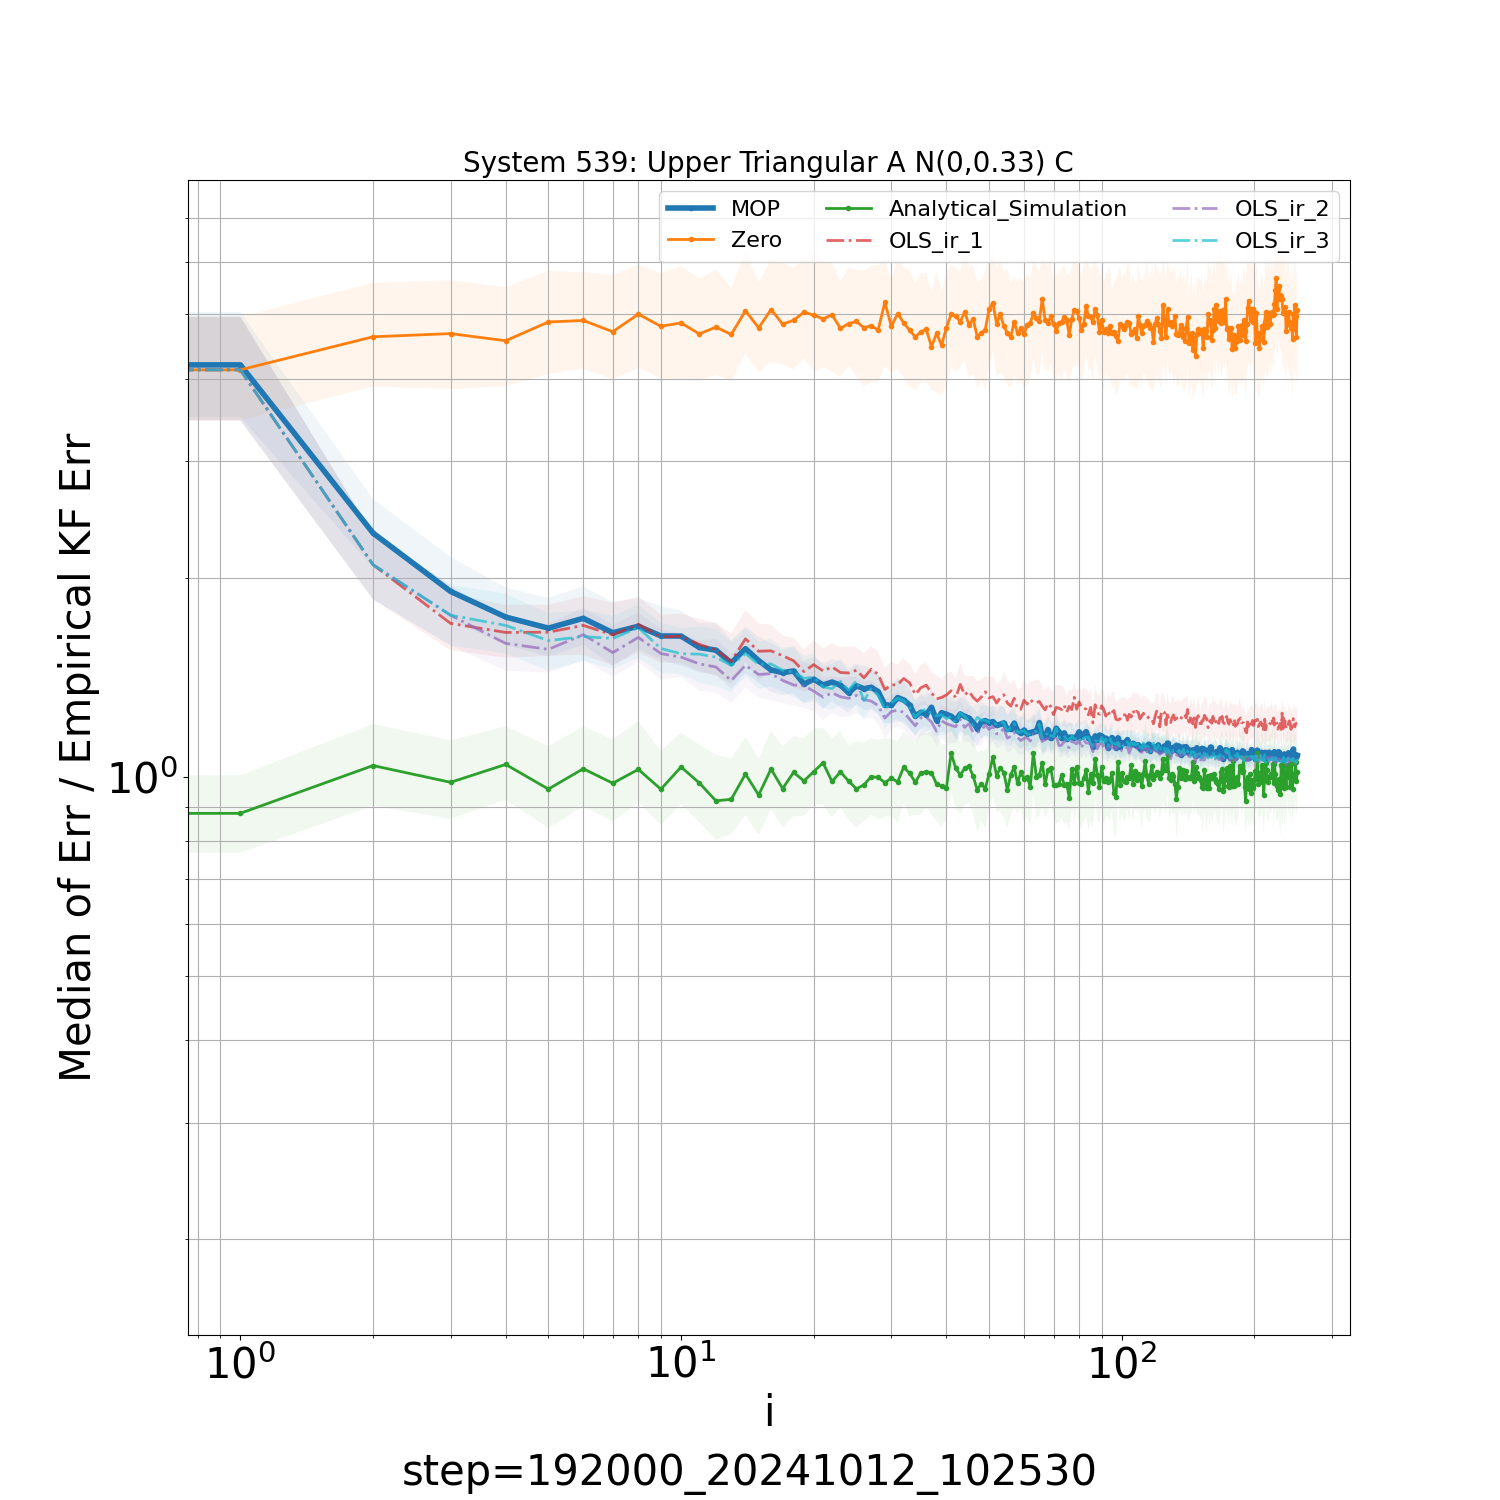 System 539: Upper Triangular A N(0,0.33) C
MOP
Zero
Analytical_Simulation
OLS_ir_1
OLS_ir_2
OLS_ir_3
Median of Err / Empirical KF Err
10⁰
10⁰
10¹
10²
i
step=192000_20241012_102530